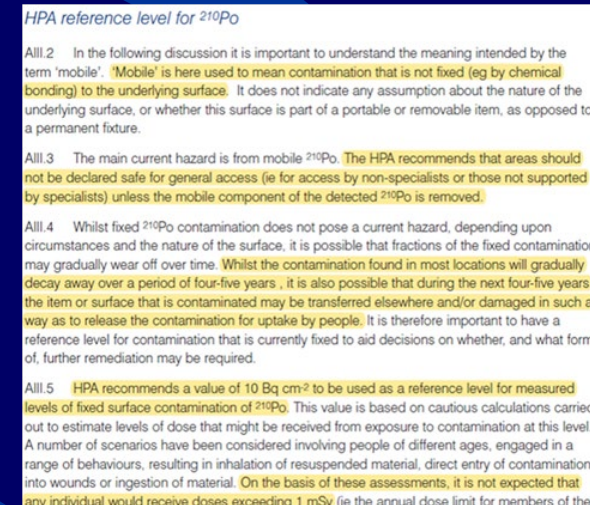 HPA reference level for ²¹⁰Po
AIII.2 In the following discussion it is important to understand the meaning intended by the
term ‘mobile’. ‘Mobile’ is here used to mean contamination that is not fixed (eg by chemical
bonding) to the underlying surface. It does not indicate any assumption about the nature of the
underlying surface, or whether this surface is part of a portable or removable item, as opposed to
a permanent fixture.
AIII.3 The main current hazard is from mobile ²¹⁰Po. The HPA recommends that areas should
not be declared safe for general access (ie for access by non-specialists or those not supported
by specialists) unless the mobile component of the detected ²¹⁰Po is removed.
AIII.4 Whilst fixed ²¹⁰Po contamination does not pose a current hazard, depending upon
circumstances and the nature of the surface, it is possible that fractions of the fixed contamination
may gradually wear off over time. Whilst the contamination found in most locations will gradually
decay away over a period of four-five years , it is also possible that during the next four-five years
the item or surface that is contaminated may be transferred elsewhere and/or damaged in such a
way as to release the contamination for uptake by people. It is therefore important to have a
reference level for contamination that is currently fixed to aid decisions on whether, and what form
of, further remediation may be required.
AIII.5 HPA recommends a value of 10 Bq cm⁻² to be used as a reference level for measured
levels of fixed surface contamination of ²¹⁰Po. This value is based on cautious calculations carried
out to estimate levels of dose that might be received from exposure to contamination at this level.
A number of scenarios have been considered involving people of different ages, engaged in a
range of behaviours, resulting in inhalation of resuspended material, direct entry of contamination
into wounds or ingestion of material. On the basis of these assessments, it is not expected that
any individual would receive doses exceeding 1 mSv (ie the annual dose limit for members of the